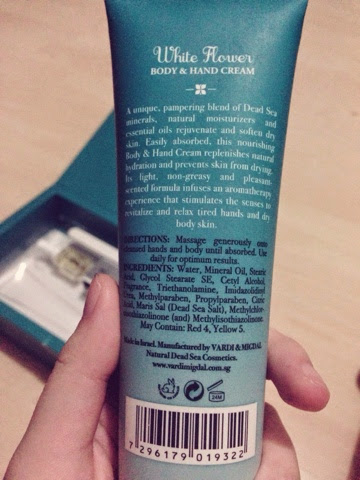 White Flower
BODY & HAND CREAM
A unique, pampering blend of Dead Sea
minerals, natural moisturizers and
essential oils rejuvenate and soften dry
skin. Easily absorbed, this nourishing
Body & Hand Cream replenishes natural
hydration and prevents skin from drying.
Its light, non-greasy and pleasant-
scented formula infuses an aromatherapy
experience that stimulates the senses to
revitalize and relax tired hands and dry
body skin.
DIRECTIONS: Massage generously onto
cleansed hands and body until absorbed. Use
daily for optimum results.
INGREDIENTS: Water, Mineral Oil, Stearic
Acid, Glycol Stearate SE, Cetyl Alcohol,
Fragrance, Triethanolamine, Imidazolidinyl
Urea, Methylparaben, Propylparaben, Citric
Acid, Maris Sal (Dead Sea Salt), Methylchlor-
oisothiazolinone (and) Methylisothiazolinone.
May Contain: Red 4, Yellow 5.
Made in Israel. Manufactured by VARDI & MIGDAL
Natural Dead Sea Cosmetics.
www.vardimigdal.com.sg
24M
7 296179 019322